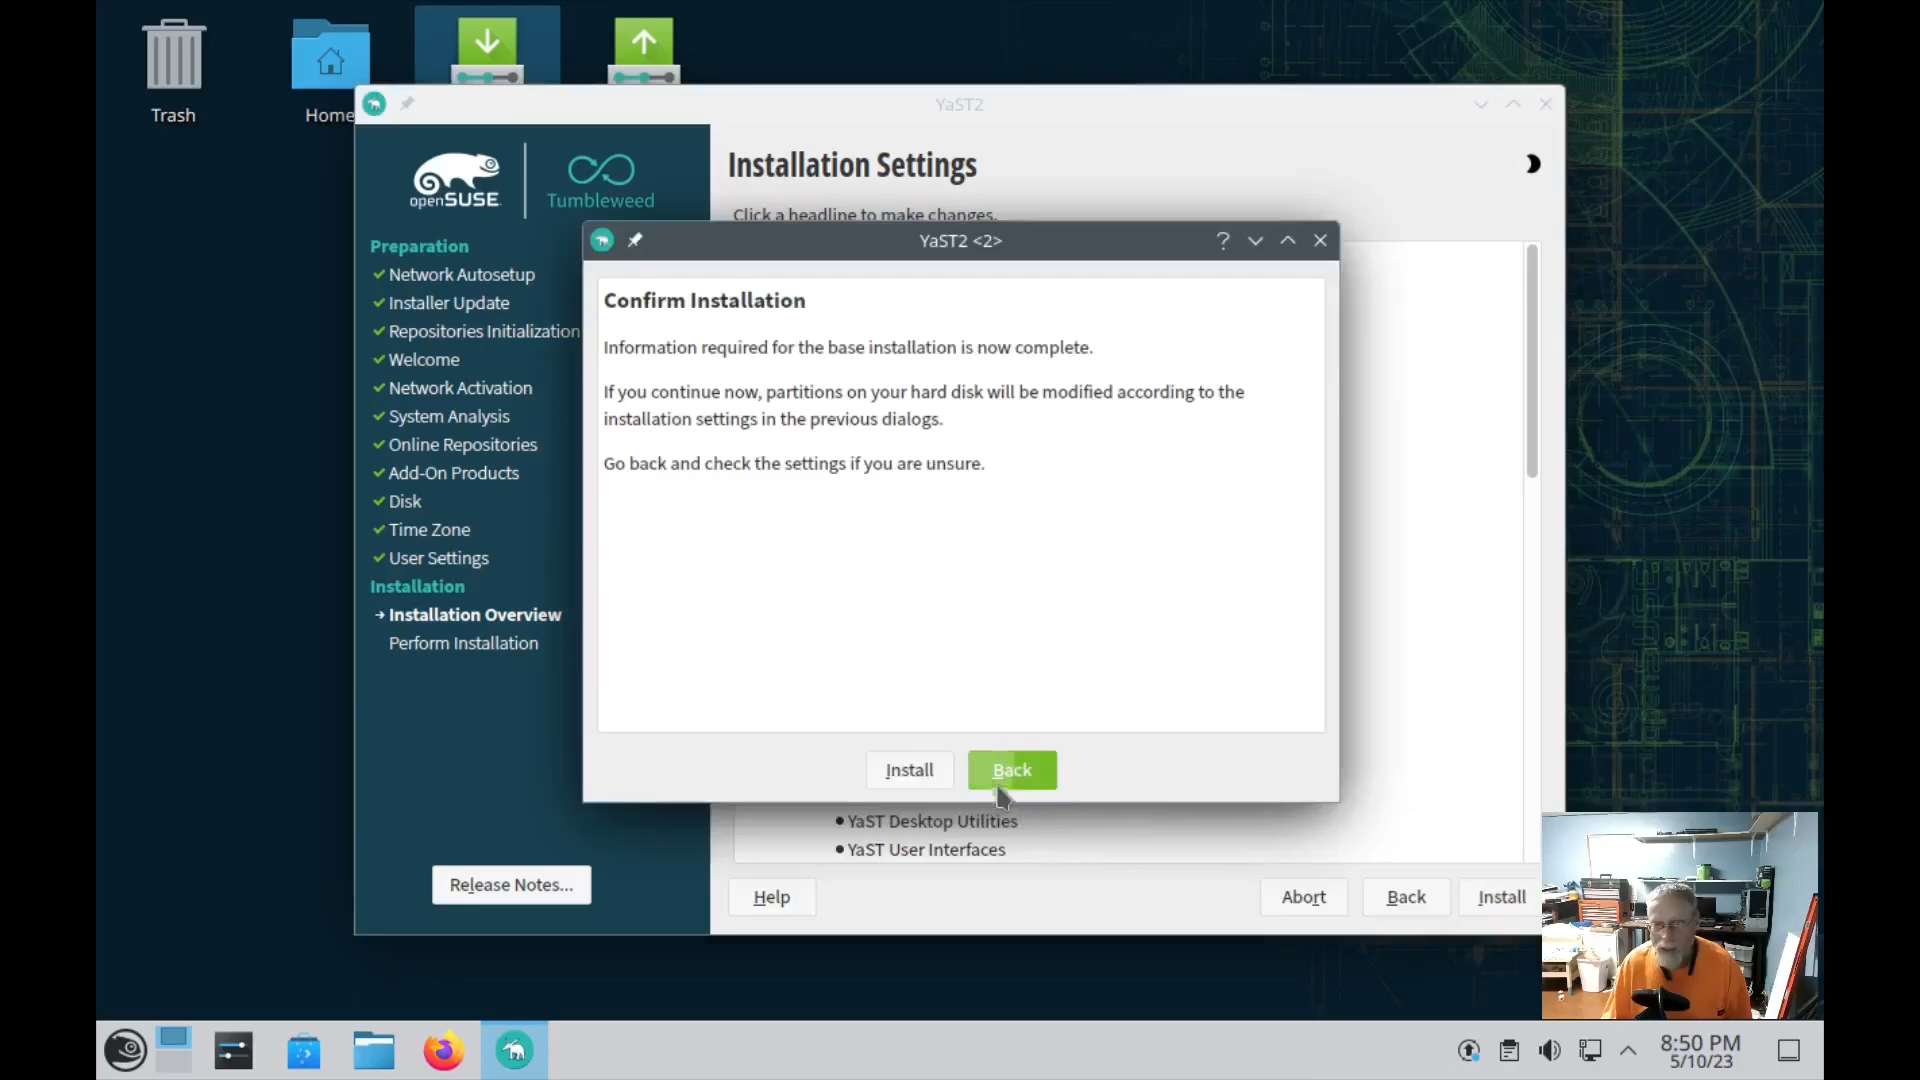 Trash
Home
YaST2
openSUSE
Tumbleweed
Installation Settings
Click a headline to make changes.
Preparation
Network Autosetup
Installer Update
Repositories Initialization
Welcome
Network Activation
System Analysis
Online Repositories
Add-On Products
Disk
Time Zone
User Settings
Installation
Installation Overview
Perform Installation
Release Notes...
YaST2 <2>
Confirm Installation
Information required for the base installation is now complete.
If you continue now, partitions on your hard disk will be modified according to the
installation settings in the previous dialogs.
Go back and check the settings if you are unsure.
Install
Back
• YaST Desktop Utilities
• YaST User Interfaces
Help
Abort
Back
Install
8:50 PM
5/10/23